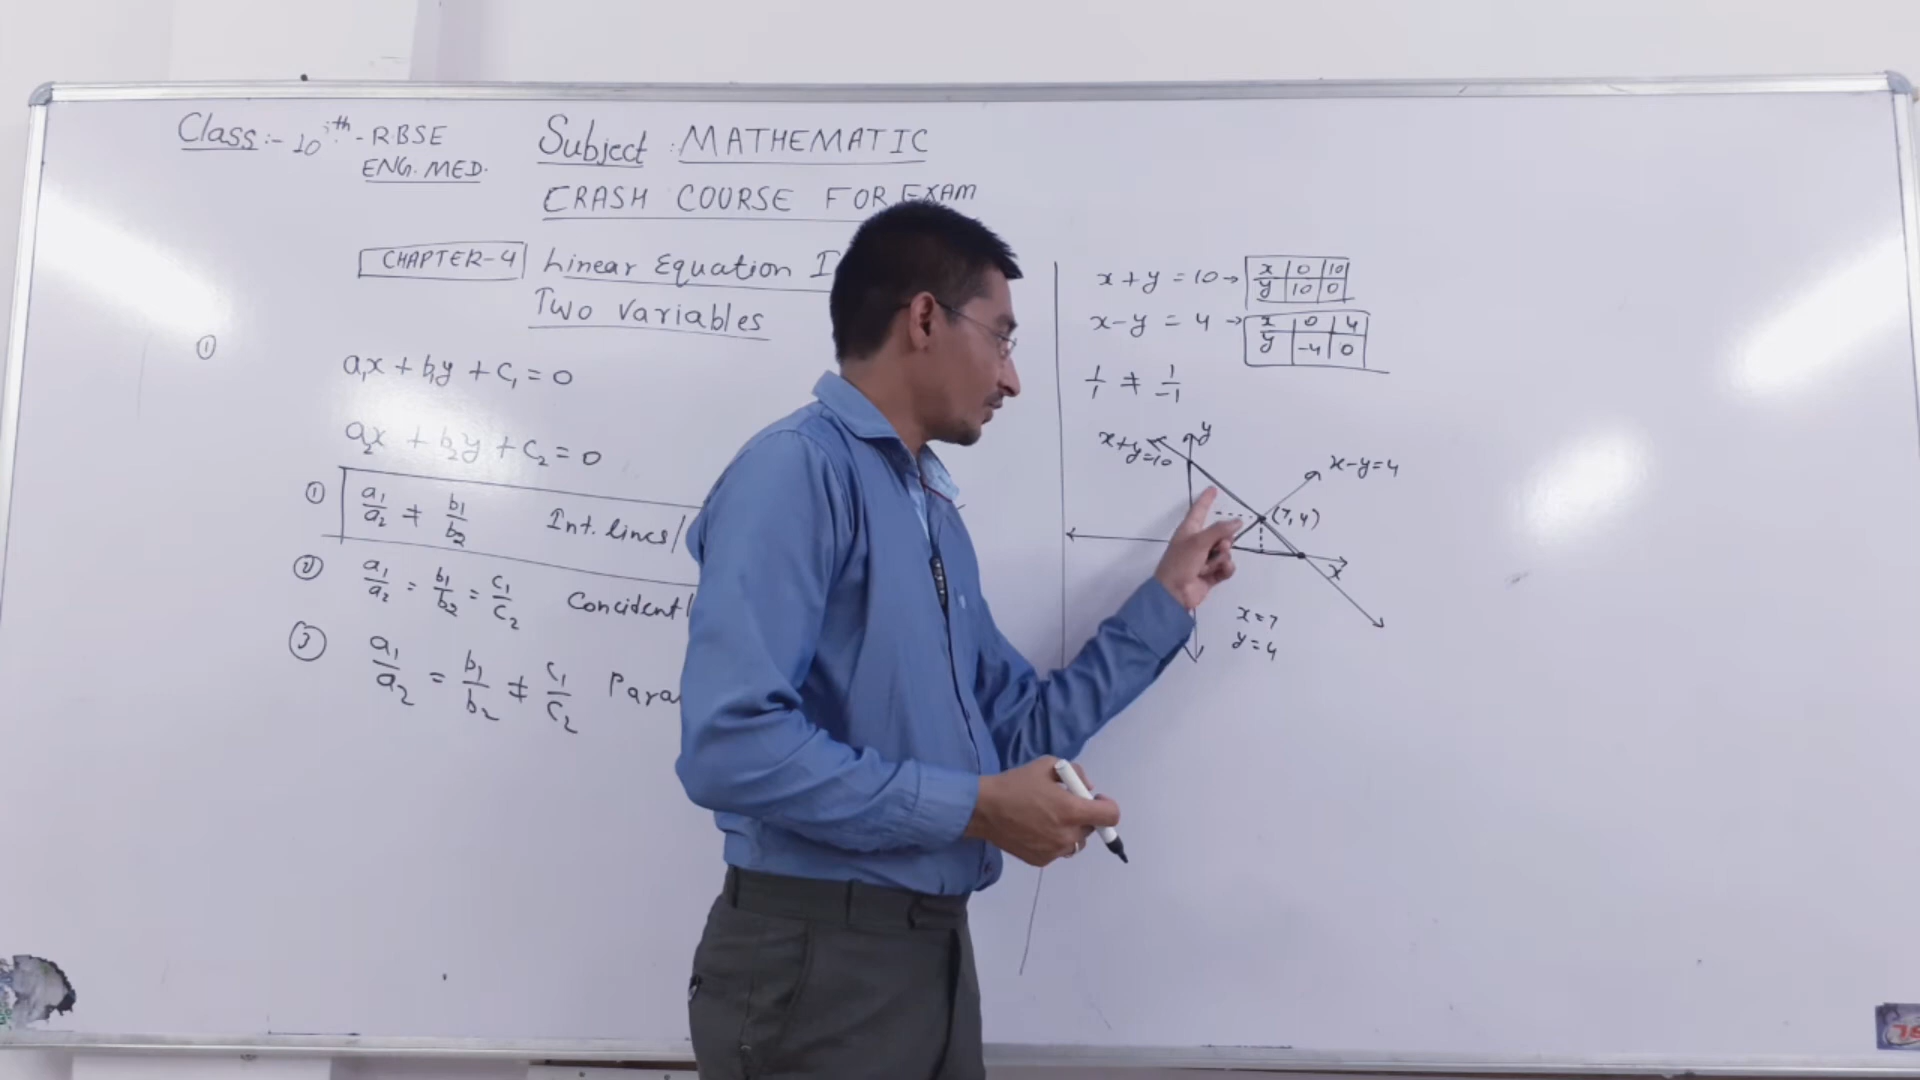 Class:- 10th - RBSE
ENG. MED.
Subject : MATHEMATIC
CRASH COURSE FOR EXAM
CHAPTER-4 Linear Equation I
Two Variables
①
a₁x + b₁y + c₁ = 0
a₂x + b₂y + c₂ = 0
① a₁/a₂ ≠ b₁/b₂ Int. lines/
② a₁/a₂ = b₁/b₂ = c₁/c₂ Concident/
③ a₁/a₂ = b₁/b₂ ≠ c₁/c₂ Para
x + y = 10 → x | 0 | 10
y | 10 | 0
x - y = 4 → x | 0 | 4
y | -4 | 0
1/1 ≠ 1/-1
y
x+y=10
x-y=4
(7,4)
x
x=7
y=4